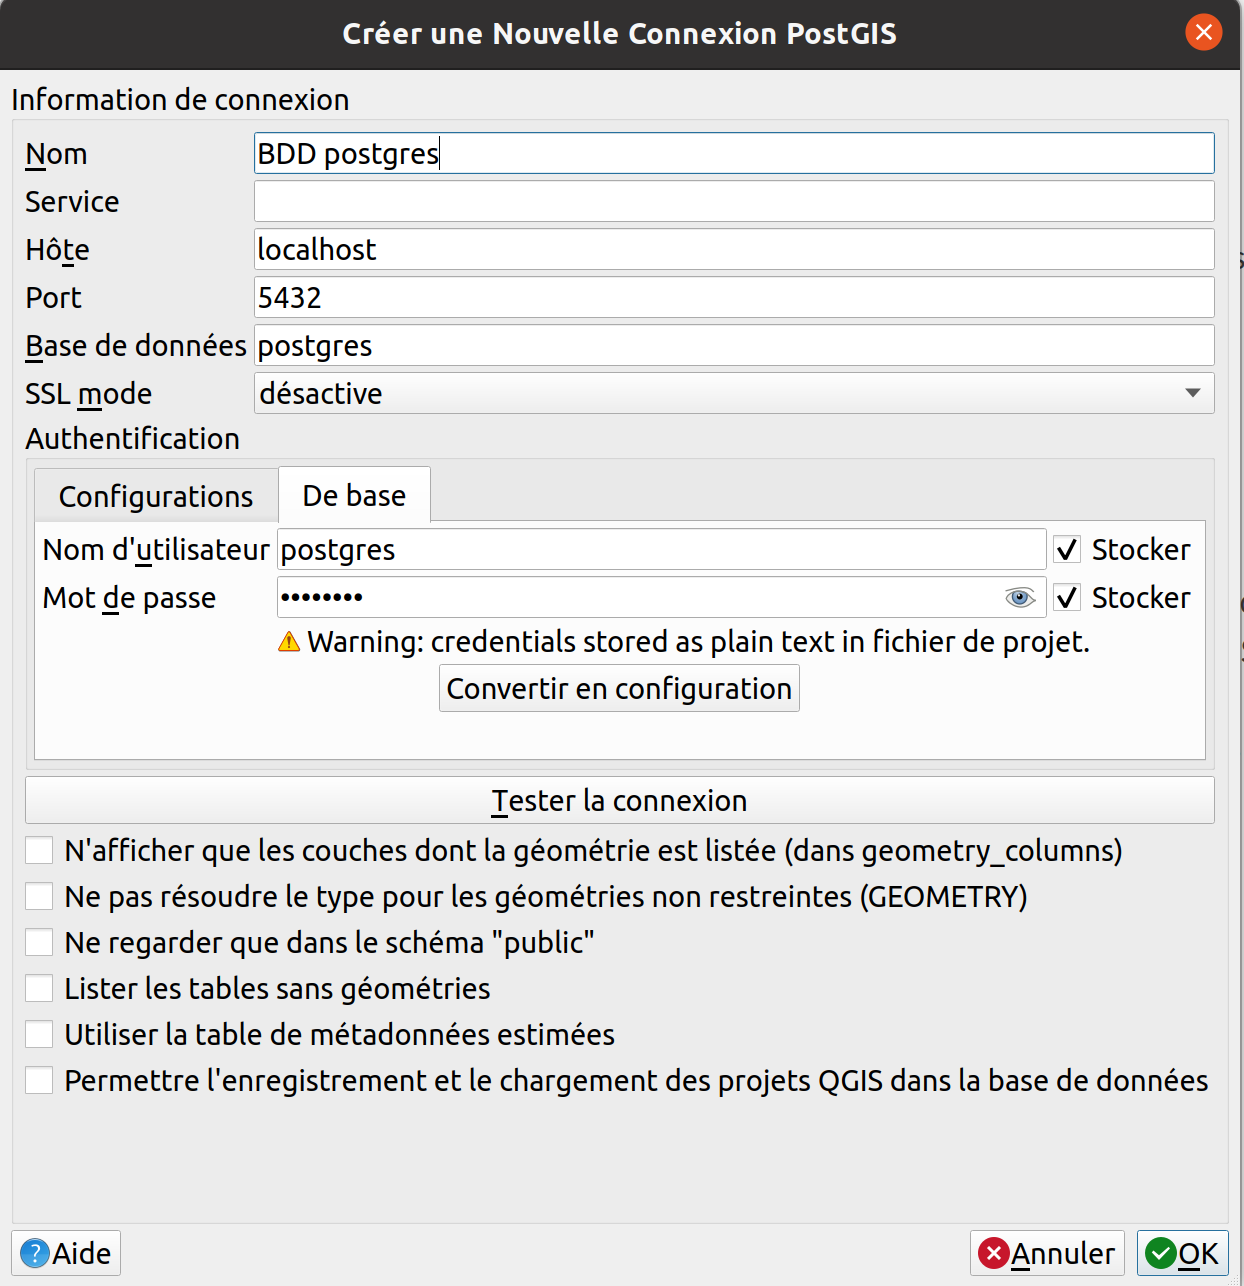 Créer une Nouvelle Connexion PostGIS
Information de connexion
Nom BDD postgres
Service
Hôte localhost
Port 5432
Base de données postgres
SSL mode désactive
Authentification
Configurations De base
Nom d'utilisateur postgres Stocker
Mot de passe •••••••• Stocker
Warning: credentials stored as plain text in fichier de projet.
Convertir en configuration
Tester la connexion
N'afficher que les couches dont la géométrie est listée (dans geometry_columns)
Ne pas résoudre le type pour les géométries non restreintes (GEOMETRY)
Ne regarder que dans le schéma "public"
Lister les tables sans géométries
Utiliser la table de métadonnées estimées
Permettre l'enregistrement et le chargement des projets QGIS dans la base de données
Aide Annuler OK